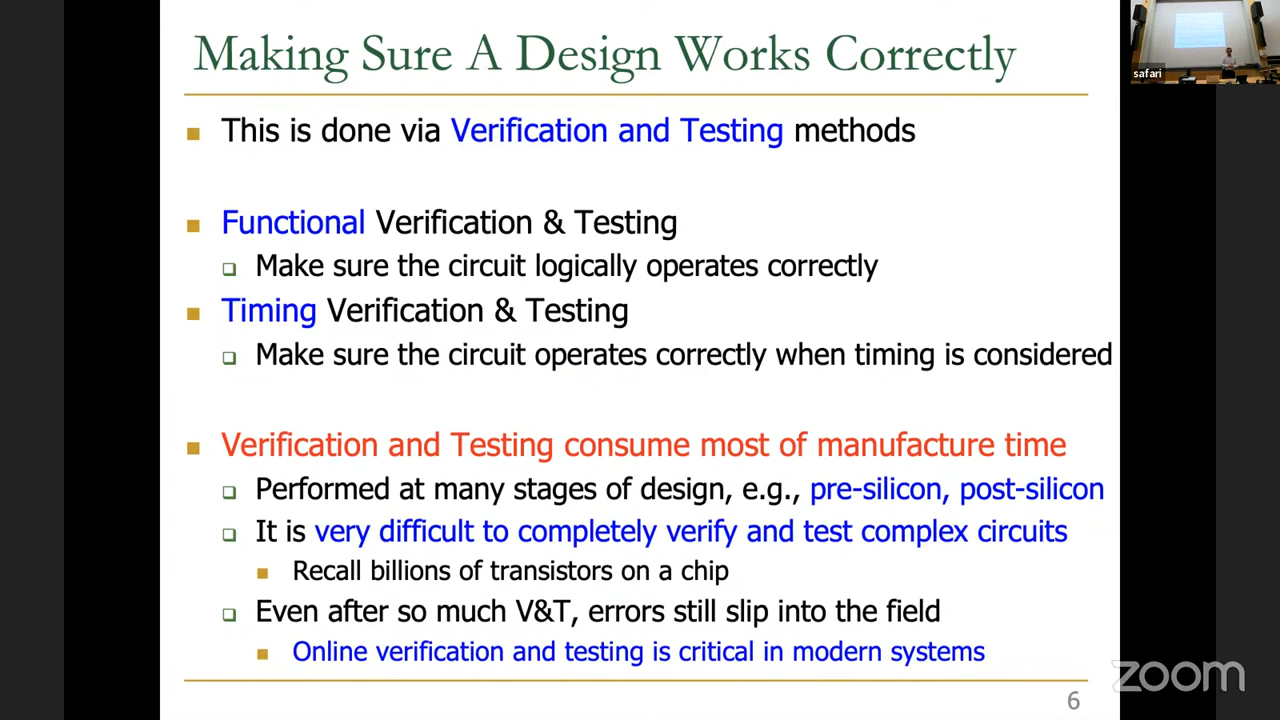 Making Sure A Design Works Correctly
safari
This is done via Verification and Testing methods
Functional Verification & Testing
Make sure the circuit logically operates correctly
Timing Verification & Testing
Make sure the circuit operates correctly when timing is considered
Verification and Testing consume most of manufacture time
Performed at many stages of design, e.g., pre-silicon, post-silicon
It is very difficult to completely verify and test complex circuits
Recall billions of transistors on a chip
Even after so much V&T, errors still slip into the field
Online verification and testing is critical in modern systems
6
zoom